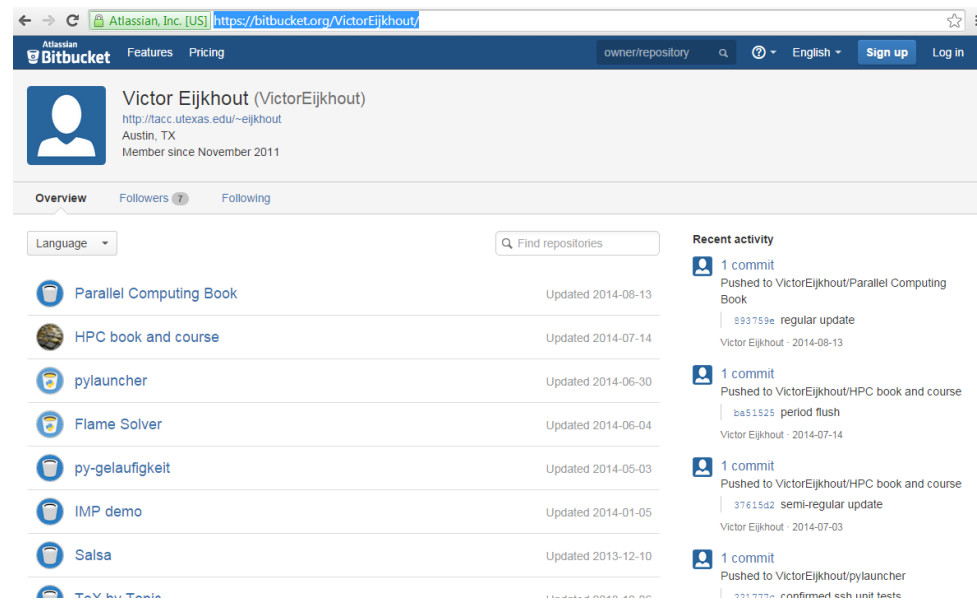 Atlassian, Inc. [US] https://bitbucket.org/VictorEijkhout/
Atlassian
Bitbucket Features Pricing owner/repository English Sign up Log in
Victor Eijkhout (VictorEijkhout)
http://tacc.utexas.edu/~eijkhout
Austin, TX
Member since November 2011
Overview Followers 7 Following
Language Find repositories
Parallel Computing Book Updated 2014-08-13
HPC book and course Updated 2014-07-14
pylauncher Updated 2014-06-30
Flame Solver Updated 2014-06-04
py-gelaufigkeit Updated 2014-05-03
IMP demo Updated 2014-01-05
Salsa Updated 2013-12-10
Recent activity
1 commit
Pushed to VictorEijkhout/Parallel Computing
Book
893759e regular update
Victor Eijkhout · 2014-08-13
1 commit
Pushed to VictorEijkhout/HPC book and course
ba51525 period flush
Victor Eijkhout · 2014-07-14
1 commit
Pushed to VictorEijkhout/HPC book and course
37615d2 semi-regular update
Victor Eijkhout · 2014-07-03
1 commit
Pushed to VictorEijkhout/pylauncher
confirmed ssh unit tests